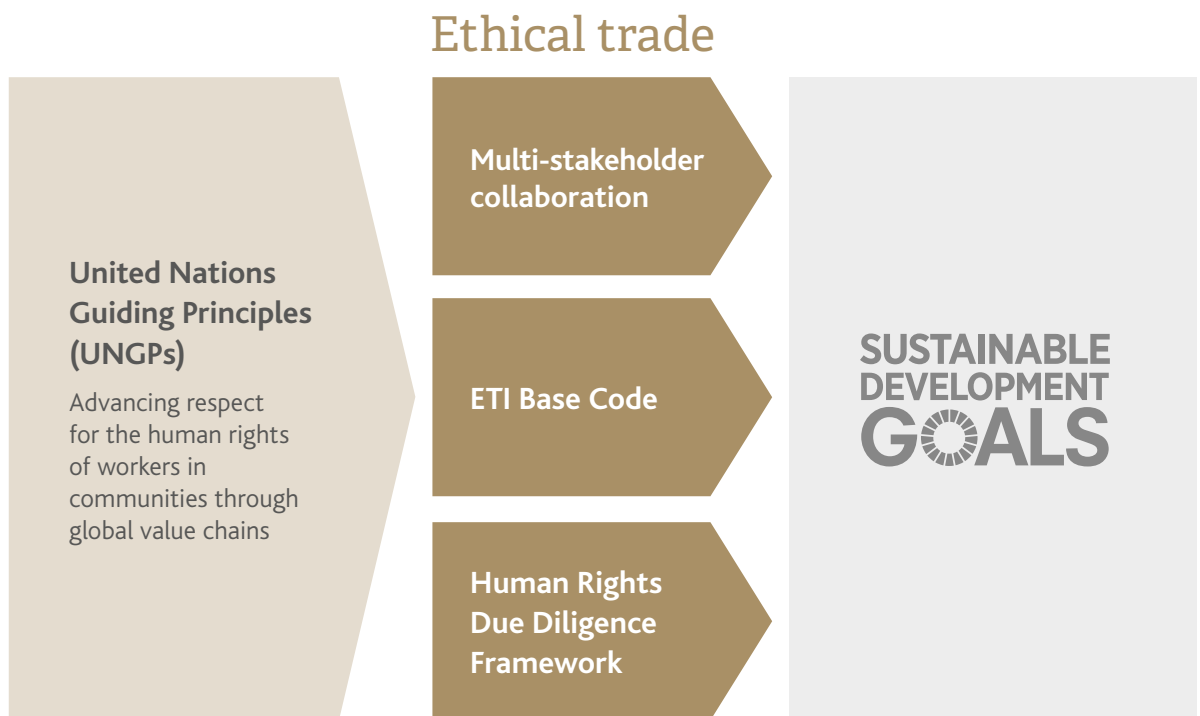 Ethical trade
United Nations
Guiding Principles
(UNGPs)
Advancing respect
for the human rights
of workers in
communities through
global value chains
Multi-stakeholder
collaboration
ETI Base Code
Human Rights
Due Diligence
Framework
SUSTAINABLE
DEVELOPMENT
GOALS